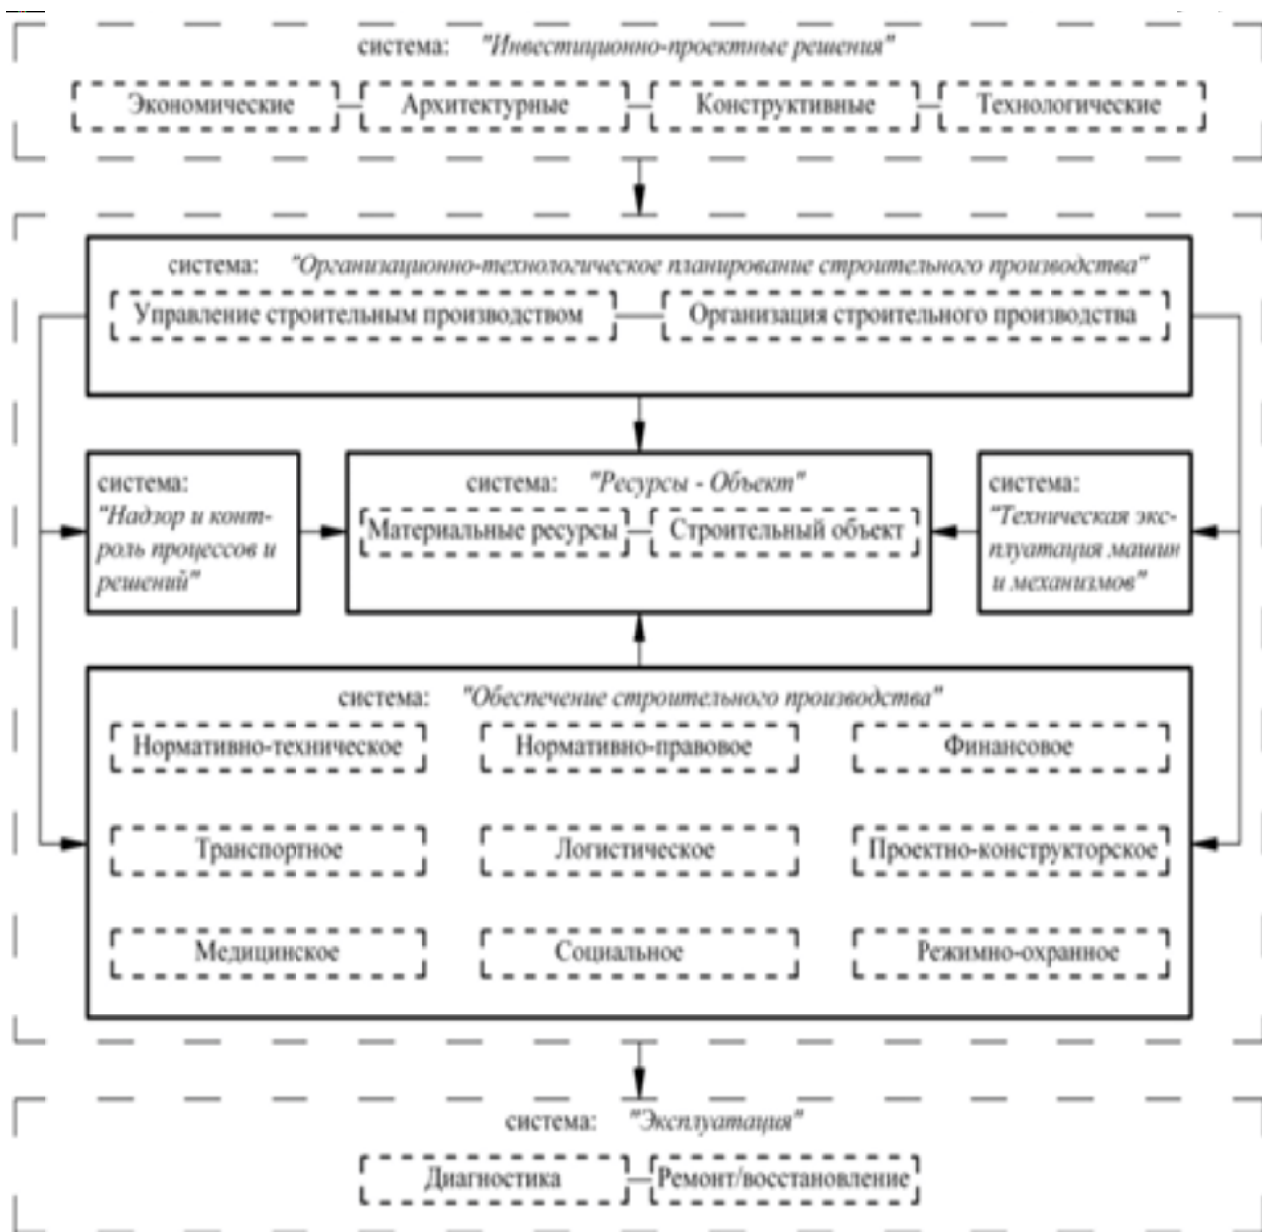 система: "Инвестиционно-проектные решения"
Экономические Архитектурные Конструктивные Технологические
система: "Организационно-технологическое планирование строительного производства"
Управление строительным производством Организация строительного производства
система:
"Надзор и конт-
роль процессов и
решений"
система: "Ресурсы - Объект"
Материальные ресурсы Строительный объект
система:
"Техническая экс-
плуатация машин
и механизмов"
система: "Обеспечение строительного производства"
Нормативно-техническое Нормативно-правовое Финансовое
Транспортное Логистическое Проектно-конструкторское
Медицинское Социальное Режимно-охранное
система: "Эксплуатация"
Диагностика Ремонт/восстановление